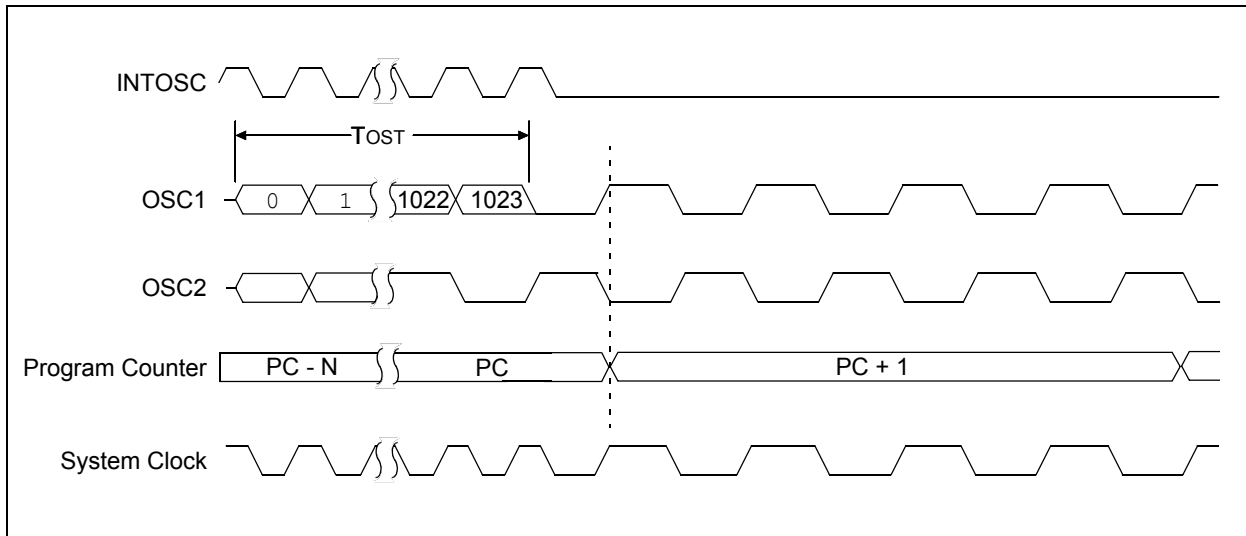 INTOSC
TOST
OSC1 0 1 1022 1023
OSC2
Program Counter PC - N PC PC + 1
System Clock